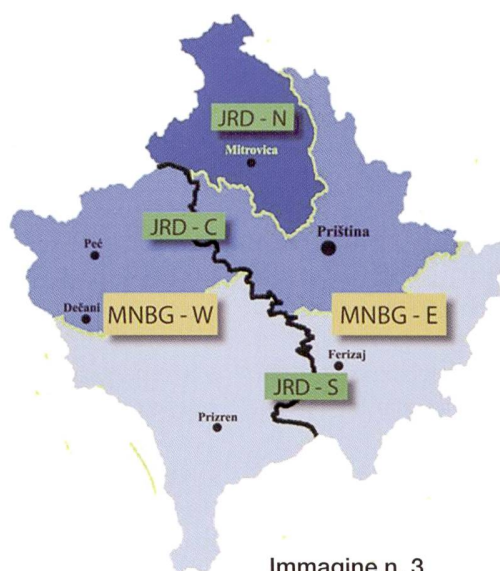 JRD - N
Mitrovica
JRD - C
Priština
Peć
Dečani
MNBG - W
MNBG - E
Ferizaj
JRD - S
Prizren
Immagine n. 3